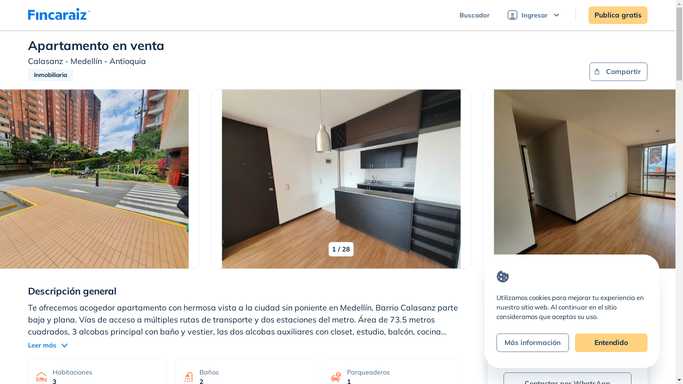 Fincaraiz
Buscador
Ingresar
Publica gratis
Apartamento en venta
Calasanz - Medellín - Antioquia
Inmobiliaria
Compartir
1 / 28
Descripción general
Te ofrecemos acogedor apartamento con hermosa vista a la ciudad sin poniente en Medellín, Barrio Calasanz parte
baja y plana. Vías de acceso a múltiples rutas de transporte y dos estaciones del metro. Área de 73.5 metros
cuadrados, 3 alcobas principal con baño y vestier, las dos alcobas auxiliares con closet, estudio, balcón, cocina...
Leer más
Habitaciones
3
Baños
2
Parqueaderos
1
Utilizamos cookies para mejorar tu experiencia en
nuestro sitio web. Al continuar en el sitio
consideramos que aceptas su uso.
Más información
Entendido
Contactar por WhatsApp